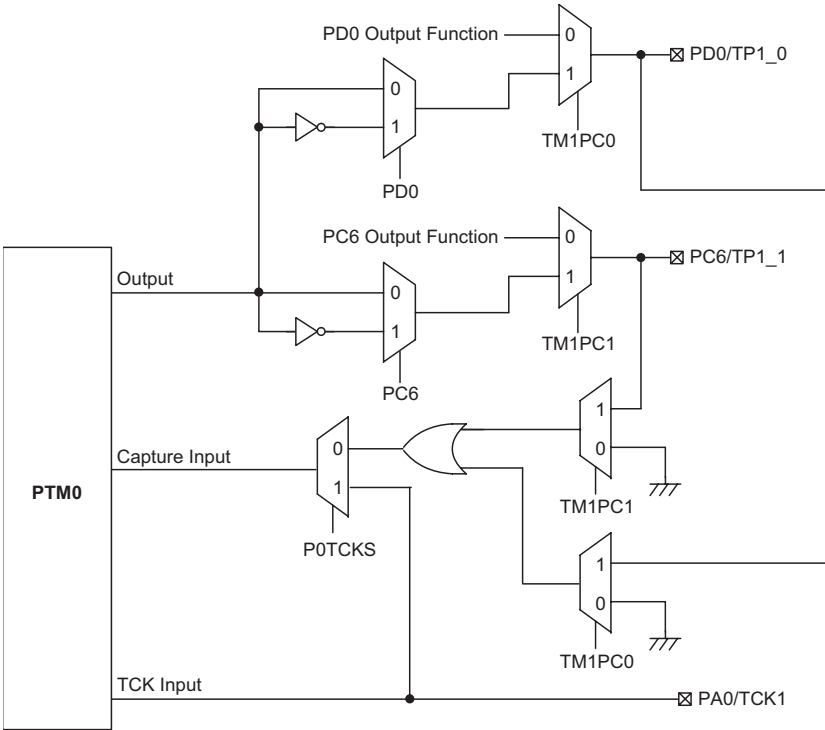 PD0 Output Function
0
1
PD0/TP1_0
TM1PC0
0
1
PD0
PC6 Output Function
0
1
PC6/TP1_1
TM1PC1
Output
0
1
PC6
1
0
TM1PC1
Capture Input
0
1
P0TCKS
PTM0
1
0
TM1PC0
TCK Input
PA0/TCK1